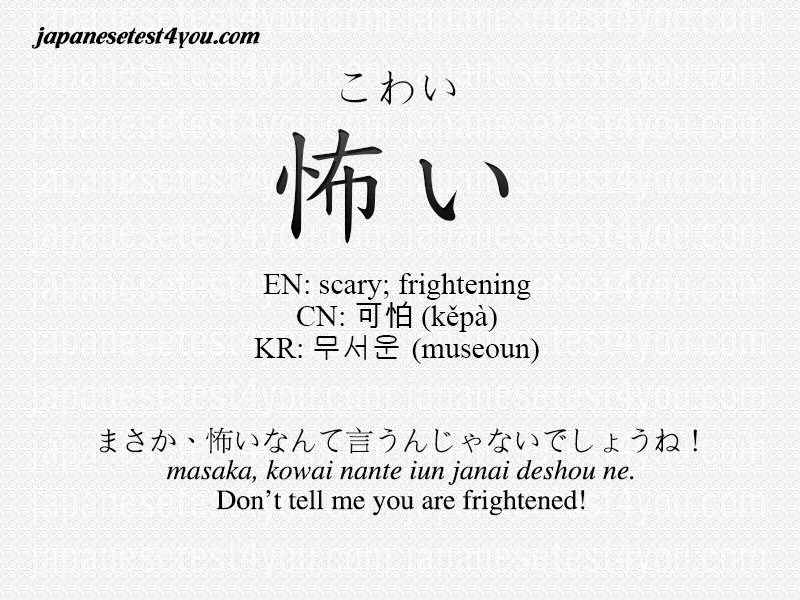 japanesetest4you.com
こわい
怖い
EN: scary; frightening
CN: 可怕 (kěpà)
KR: 무서운 (museoun)
まさか、怖いなんて言うんじゃないでしょうね！
masaka, kowai nante iun janai deshou ne.
Don’t tell me you are frightened!